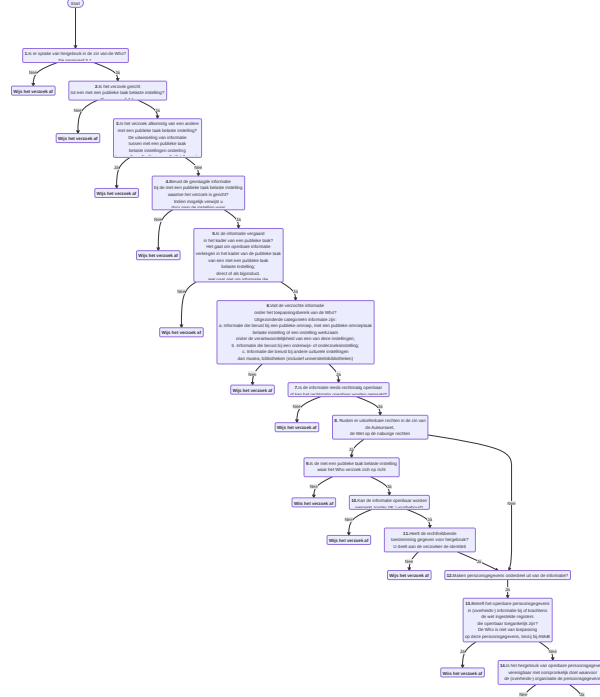 Start
1.Is er sprake van hergebruik in de zin van de Who?
Nee
Ja
Wijs het verzoek af
2.Is het verzoek gericht
tot een met een publieke taak belaste instelling?
Nee
Ja
Wijs het verzoek af
3.Is het verzoek afkomstig van een andere
met een publieke taak belaste instelling?
De uitwisseling van informatie
tussen met een publieke taak
belaste instellingen onderling
Ja
Nee
Wijs het verzoek af
4.Berust de gevraagde informatie
bij de met een publieke taak belaste instelling
waartoe het verzoek is gericht?
Indien mogelijk verwijst u
Nee
Ja
Wijs het verzoek af
5.Is de informatie vergaard
in het kader van een publieke taak?
Het gaat om openbare informatie
verkregen in het kader van de publieke taak
van een met een publieke taak
belaste instelling;
direct of als bijproduct.
Nee
Ja
Wijs het verzoek af
6.Valt de verzochte informatie
onder het toepassingsbereik van de Who?
Uitgezonderde categorieën informatie zijn:
a. Informatie die berust bij een publieke omroep, met een publieke omroeptaak
belaste instelling of een instelling werkzaam
onder de verantwoordelijkheid van een van deze instellingen;
b. Informatie die berust bij een onderwijs- of onderzoeksinstelling;
c. Informatie die berust bij andere culturele instellingen
dan musea, bibliotheken (inclusief universiteitsbibliotheken)
Nee
Ja
Wijs het verzoek af
7.Is de informatie reeds rechtmatig openbaar
Nee
Ja
Wijs het verzoek af
8. Rusten er uitsluitende rechten in de zin van
de Auteurswet,
de Wet op de naburige rechten
Ja
Nee
9.Is de met een publieke taak belaste instelling
waartoe het Who verzoek zich op richt
Nee
Ja
Wijs het verzoek af
10.Kan de informatie openbaar worden
Nee
Ja
Wijs het verzoek af
11.Heeft de rechthebbende
toestemming gegeven voor hergebruik?
U deelt aan de verzoeker de identiteit
Nee
Ja
Wijs het verzoek af
12.Maken persoonsgegevens onderdeel uit van de informatie?
Ja
13.Betreft het openbare persoonsgegevens
in (overheids-) informatie bij of krachtens
de wet ingestelde registers
die openbaar toegankelijk zijn?
De Who is niet van toepassing
op deze persoonsgegevens,
Ja
Nee
Wijs het verzoek af
14.Is het hergebruik van openbare
verenigbaar met oorspronkelijk doel waarvoor
de (overheids-) organisatie de
Nee
Ja